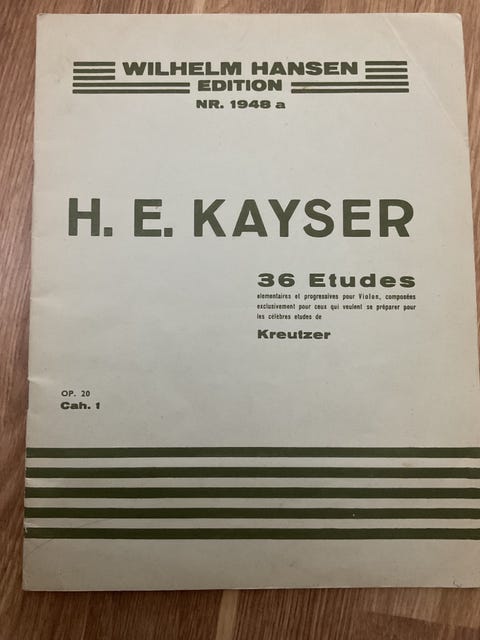 WILHELM HANSEN
EDITION
NR. 1948 a
H. E. KAYSER
36 Etudes
elementaires et progressives pour Violon, composées
exclusivement pour ceux qui veulent se préparer pour
les célèbres etudes de
Kreutzer
OP. 20
Cah. 1